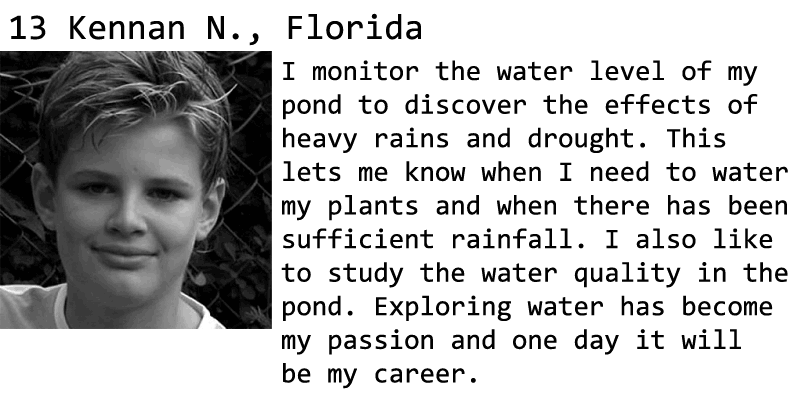 13 Kennan N., Florida
I monitor the water level of my
pond to discover the effects of
heavy rains and drought. This
lets me know when I need to water
my plants and when there has been
sufficient rainfall. I also like
to study the water quality in the
pond. Exploring water has become
my passion and one day it will
be my career.